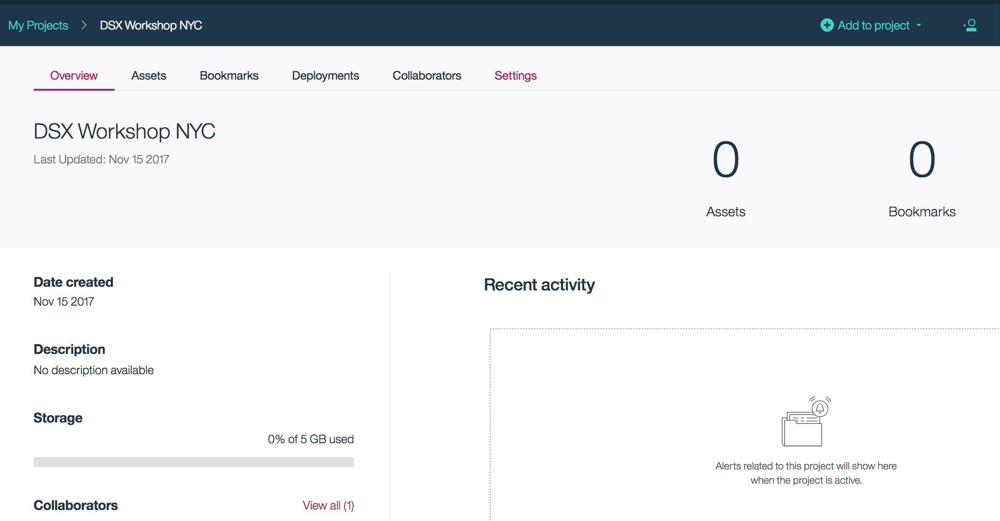 My Projects > DSX Workshop NYC
Add to project
Overview Assets Bookmarks Deployments Collaborators Settings
DSX Workshop NYC
Last Updated: Nov 15 2017
0
Assets
0
Bookmarks
Date created
Nov 15 2017
Description
No description available
Storage
0% of 5 GB used
Collaborators
View all (1)
Recent activity
Alerts related to this project will show here
when the project is active.